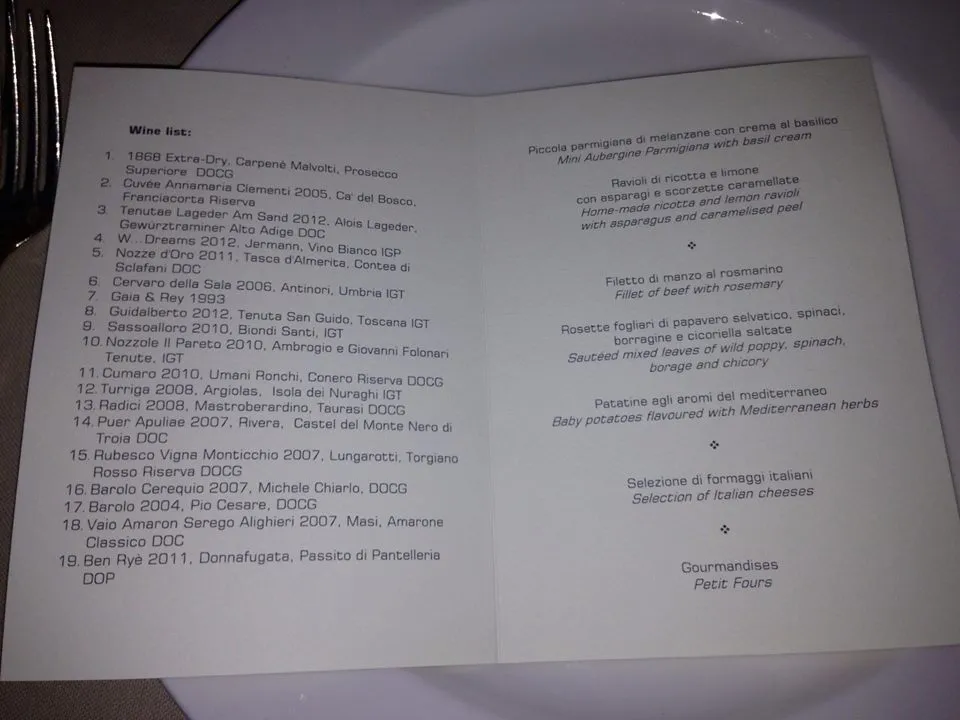 Wine list:
1. 1868 Extra-Dry, Carpenè Malvolti, Prosecco
Superiore DOCG
2. Cuvée Annamaria Clementi 2005, Ca' del Bosco,
Franciacorta Riserva
3. Tenutae Lageder Am Sand 2012, Alois Lageder,
Gewürztraminer Alto Adige DOC
4. W...Dreams 2012, Jermann, Vino Bianco IGP
5. Nozze d'Oro 2011, Tasca d'Almerita, Contea di
Sclafani DOC
6. Cervaro della Sala 2006, Antinori, Umbria IGT
7. Gaia & Rey 1993
8. Guidalberto 2012, Tenuta San Guido, Toscana IGT
9. Sassoalloro 2010, Biondi Santi, IGT
10. Nozzole Il Pareto 2010, Ambrogio e Giovanni Folonari
Tenute, IGT
11. Cumaro 2010, Umani Ronchi, Conero Riserva DOCG
12. Turriga 2008, Argiolas, Isola dei Nuraghi IGT
13. Radici 2008, Mastroberardino, Taurasi DOCG
14. Puer Apuliae 2007, Rivera, Castel del Monte Nero di
Troia DOC
15. Rubesco Vigna Monticchio 2007, Lungarotti, Torgiano
Rosso Riserva DOCG
16. Barolo Cerequio 2007, Michele Chiarlo, DOCG
17. Barolo 2004, Pio Cesare, DOCG
18. Vaio Amaron Serego Alighieri 2007, Masi, Amarone
Classico DOC
19. Ben Ryè 2011, Donnafugata, Passito di Pantelleria
DOP
Piccola parmigiana di melanzane con crema al basilico
Mini Aubergine Parmigiana with basil cream
Ravioli di ricotta e limone
con asparagi e scorzette caramellate
Home-made ricotta and lemon ravioli
with asparagus and caramelised peel
Filetto di manzo al rosmarino
Fillet of beef with rosemary
Rosette fogliari di papavero selvatico, spinaci,
borragine e cicoriella saltate
Sautéed mixed leaves of wild poppy, spinach,
borage and chicory
Patatine agli aromi del mediterraneo
Baby potatoes flavoured with Mediterranean herbs
Selezione di formaggi italiani
Selection of Italian cheeses
Gourmandises
Petit Fours